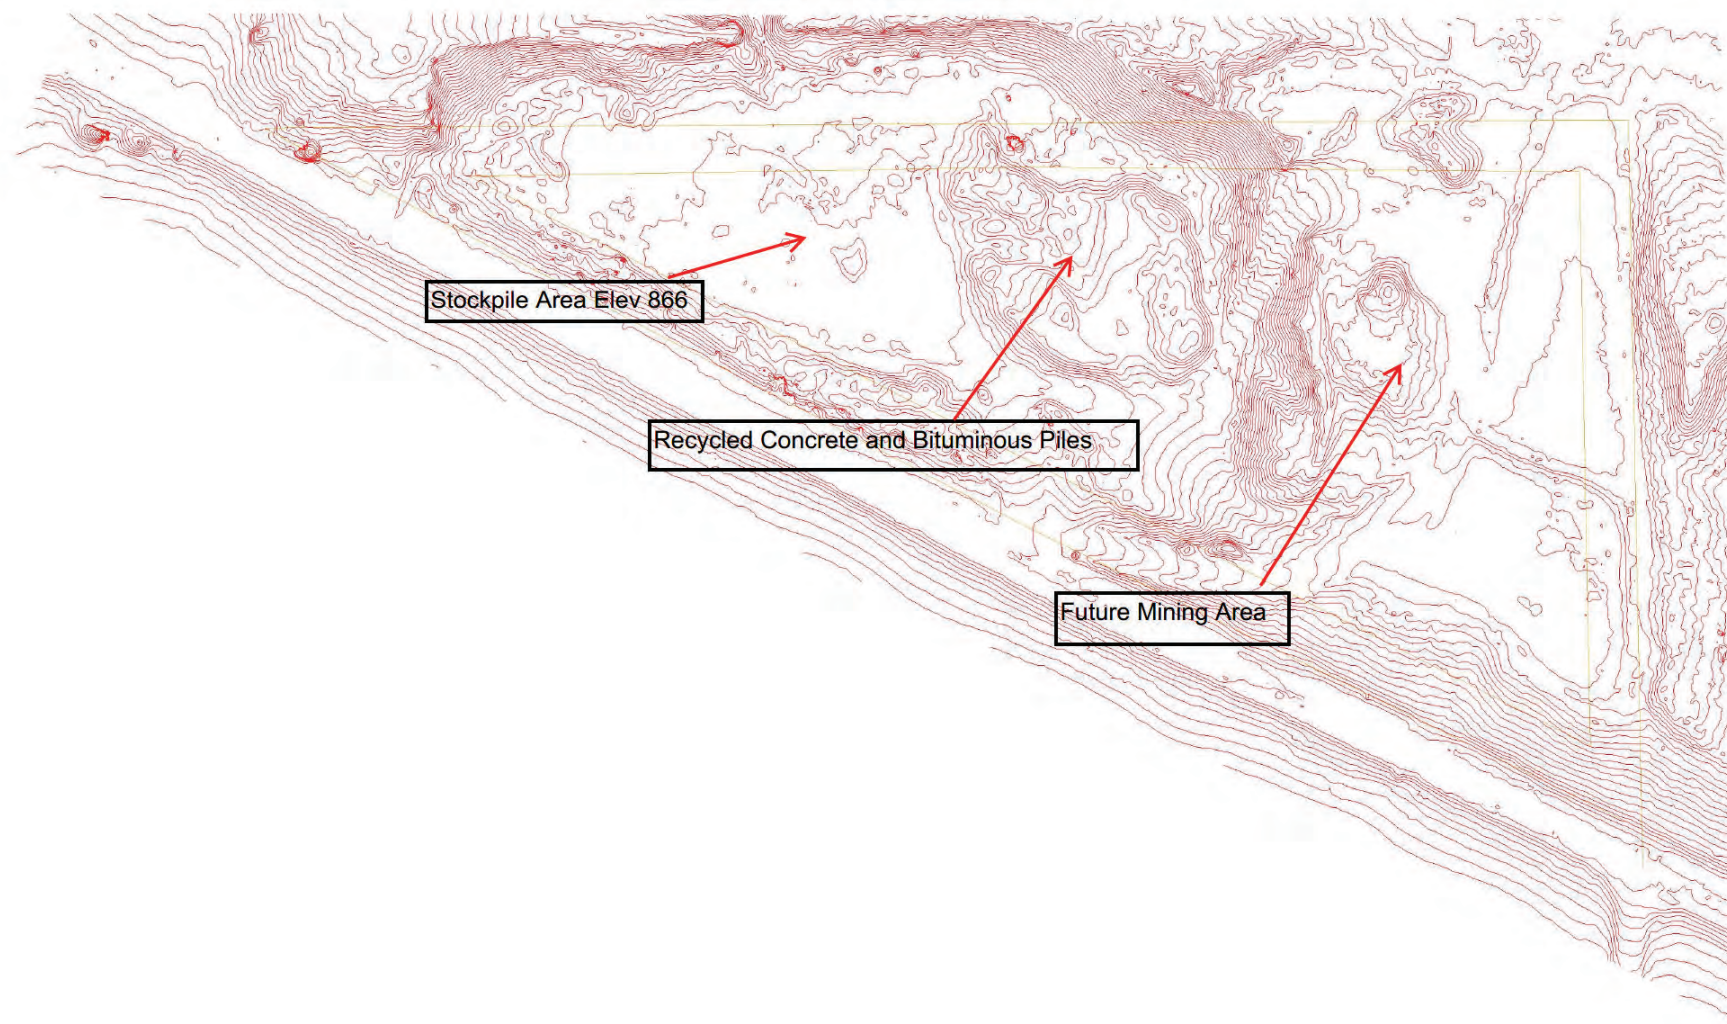 Stockpile Area Elev 866
Recycled Concrete and Bituminous Piles
Future Mining Area